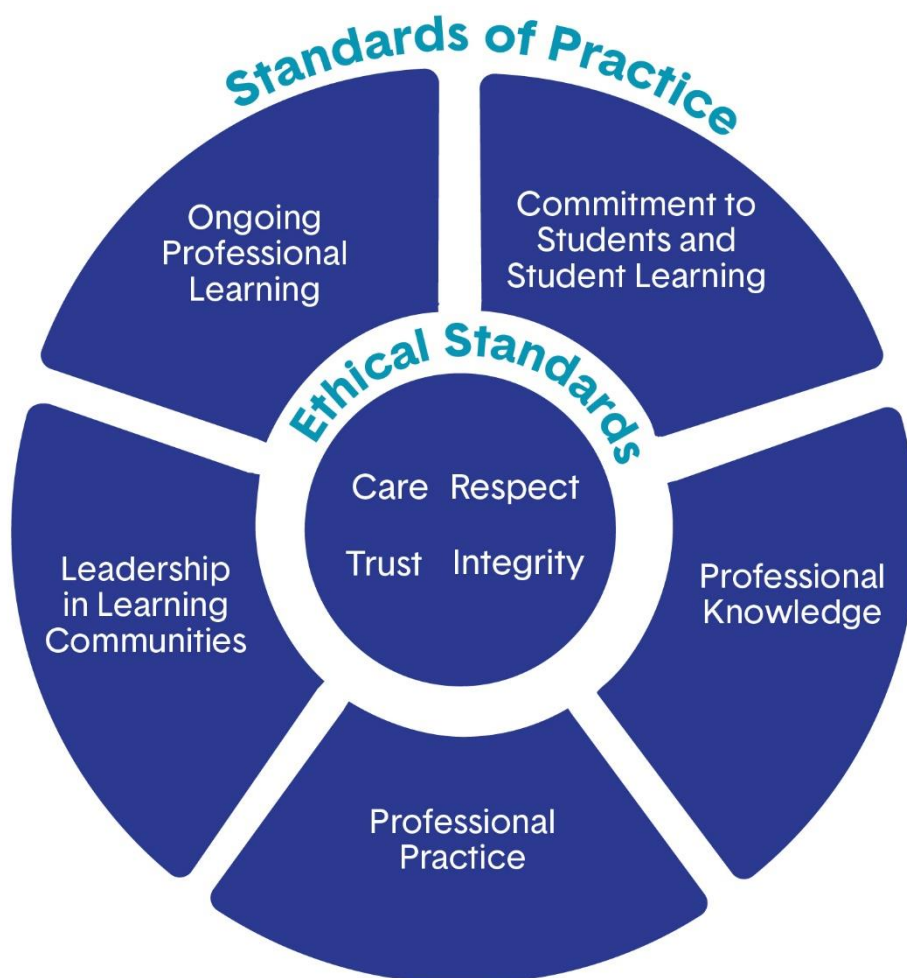 Standards of Practice
Ongoing
Professional
Learning
Commitment to
Students and
Student Learning
Ethical Standards
Care Respect
Trust Integrity
Leadership
in Learning
Communities
Professional
Knowledge
Professional
Practice